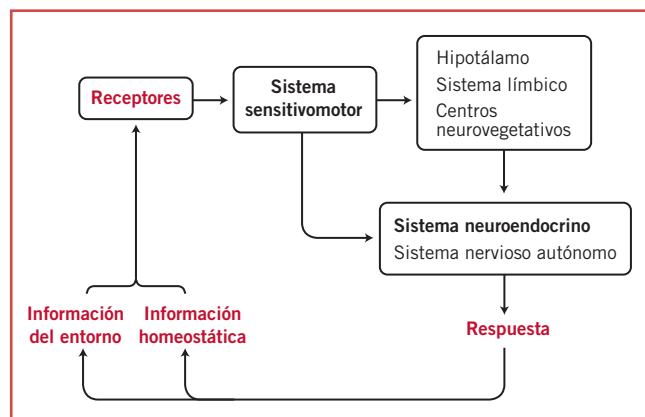 Receptores
Sistema
sensitivomotor
Hipotálamo
Sistema límbico
Centros
neurovegetativos
Sistema neuroendocrino
Sistema nervioso autónomo
Información
del entorno
Información
homeostática
Respuesta